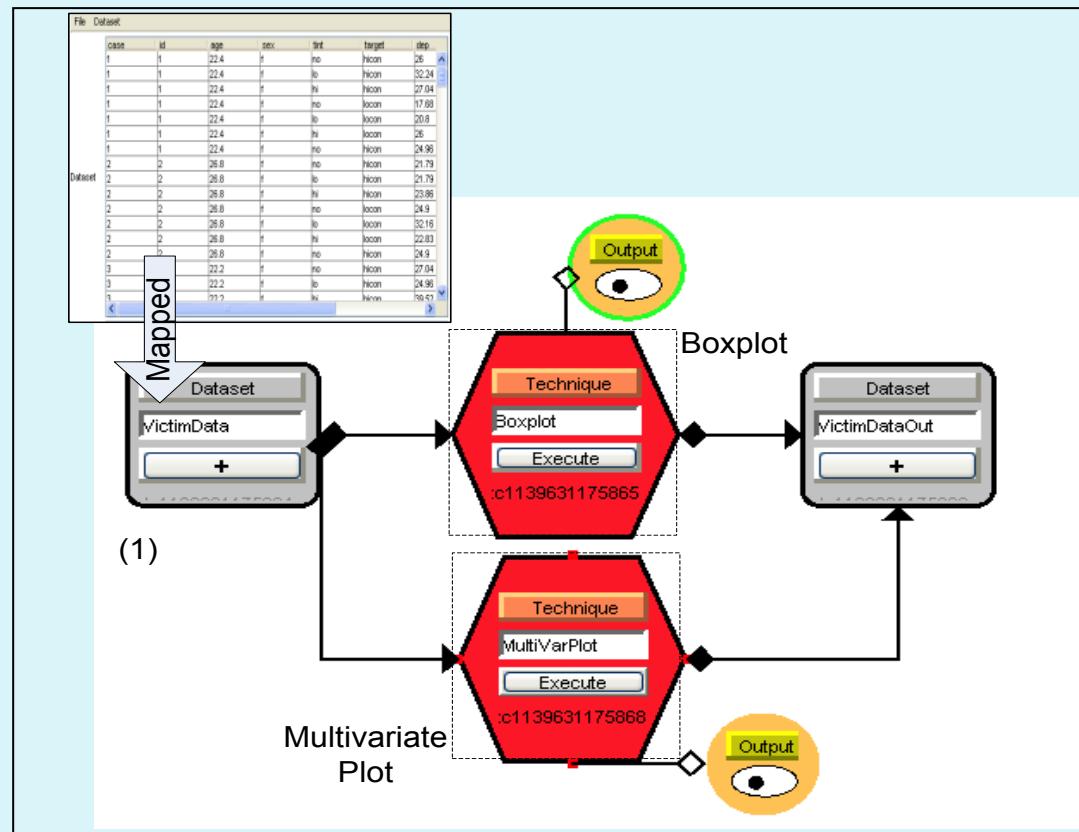 File Dataset
case id age sex tint target dep
1 1 22.4 f no hicon 26
1 1 22.4 f lo hicon 32.24
1 1 22.4 f hi hicon 27.04
1 1 22.4 f no locon 17.68
1 1 22.4 f lo locon 20.8
1 1 22.4 f hi locon 26
1 1 22.4 f no hicon 24.96
2 2 26.8 f no hicon 21.79
Dataset
2 2 26.8 f lo hicon 21.79
2 2 26.8 f hi hicon 23.86
2 2 26.8 f no locon 24.9
2 2 26.8 f lo locon 32.16
2 2 26.8 f hi locon 22.83
2 2 26.8 f no hicon 24.9
3 22.2 f no hicon 27.04
3 22.2 f lo hicon 24.96
3 22.2 f hi hicon 39.52
Mapped
Output
Boxplot
Dataset
VictimData
+
Technique
Boxplot
Execute
:c1139631175865
Dataset
VictimDataOut
+
(1)
Technique
MultiVarPlot
Execute
:c1139631175868
Multivariate
Plot
Output